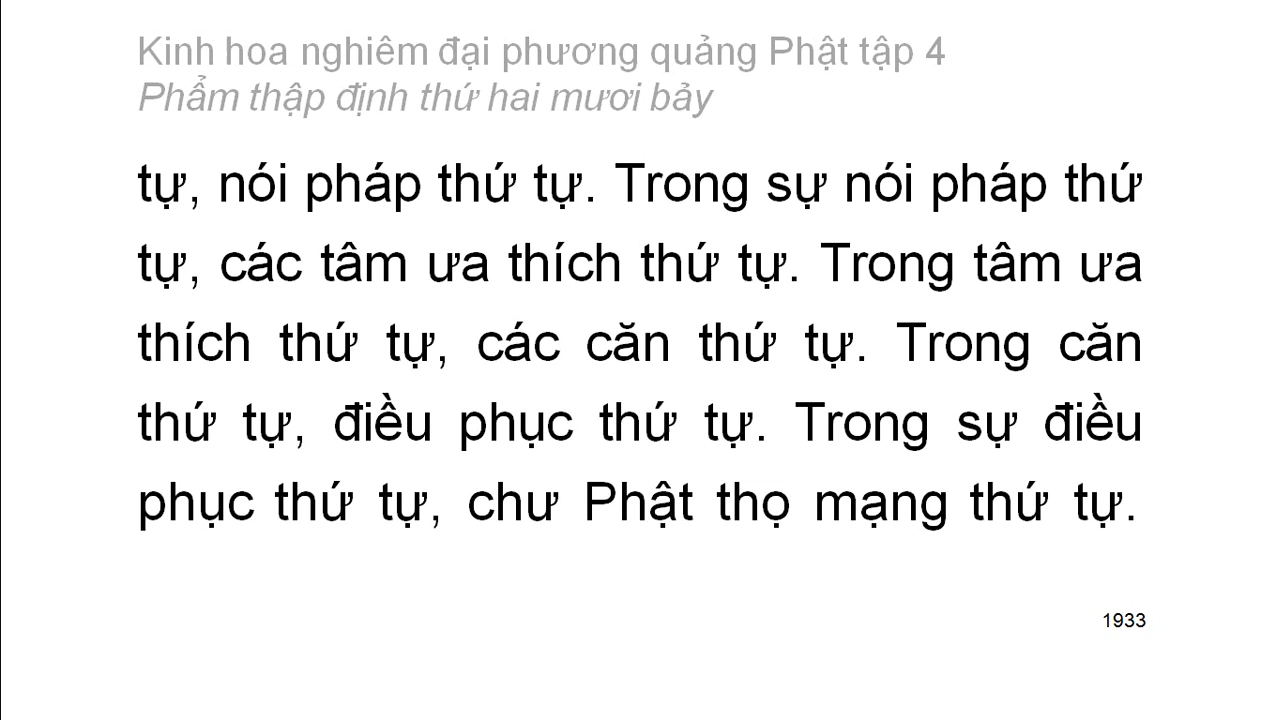 Kinh hoa nghiêm đại phương quảng Phật tập 4
Phẩm thập định thứ hai mươi bảy
tự, nói pháp thứ tự. Trong sự nói pháp thứ
tự, các tâm ưa thích thứ tự. Trong tâm ưa
thích thứ tự, các căn thứ tự. Trong căn
thứ tự, điều phục thứ tự. Trong sự điều
phục thứ tự, chư Phật thọ mạng thứ tự.
1933